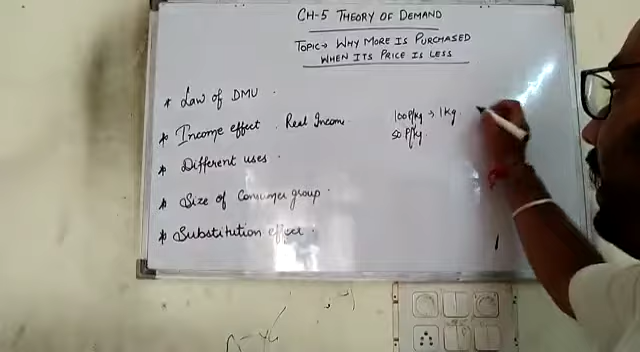 CH-5 THEORY OF DEMAND
TOPIC → WHY MORE IS PURCHASED
WHEN ITS PRICE IS LESS
* Law of DMU.
* Income effect. Real Income.
100₹/kg → 1kg.
50₹/kg.
* Different uses.
* Size of Consumer group.
* Substitution effect.